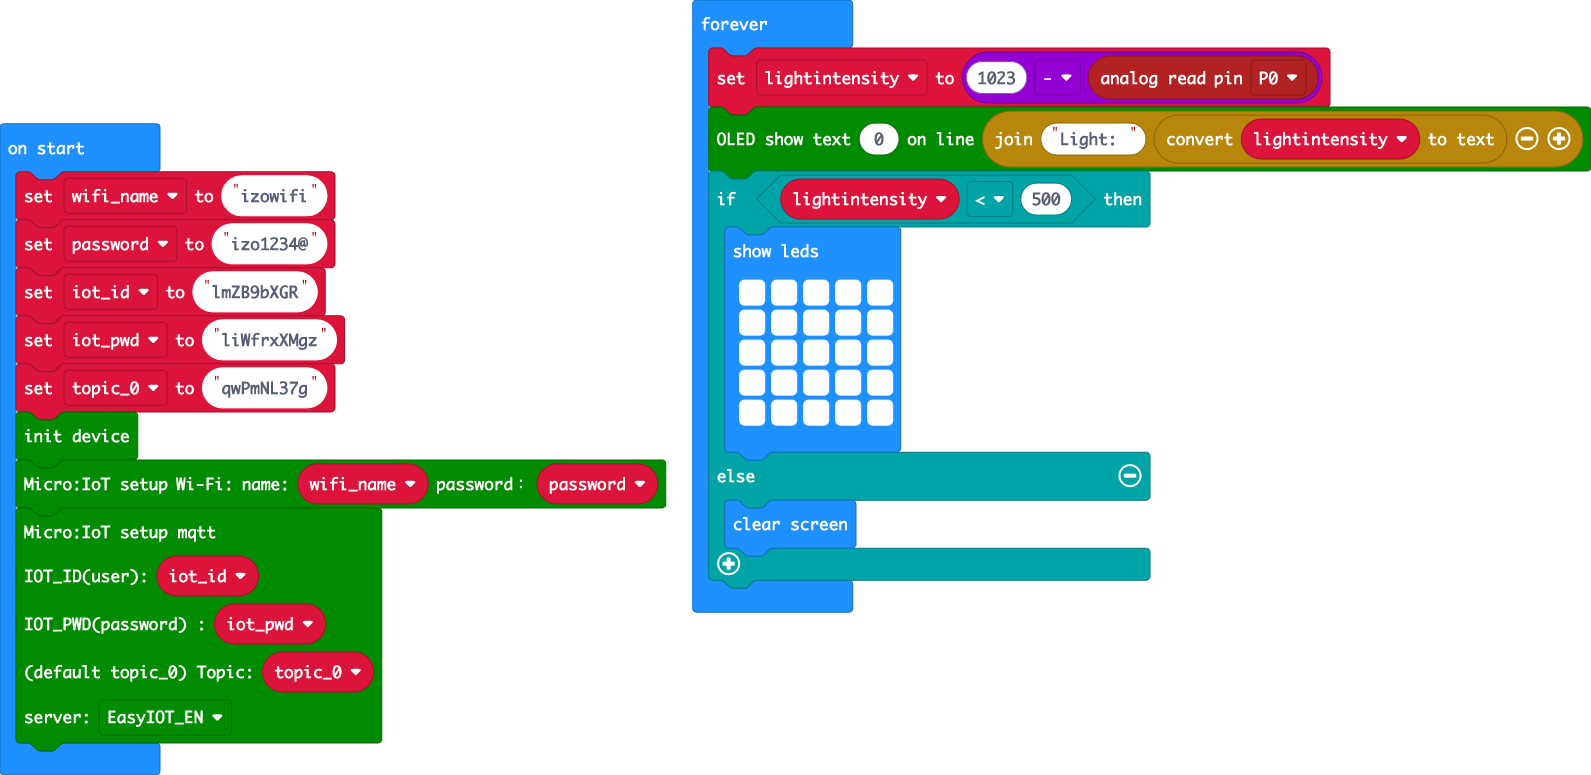 on start
set wifi_name to "izowifi"
set password to "izo1234@"
set iot_id to "lmZB9bXGR"
set iot_pwd to "liWfrxXMgz"
set topic_0 to "qwPmNL37g"
init device
Micro:IoT setup Wi-Fi: name: wifi_name password: password
Micro:IoT setup mqtt
IOT_ID(user): iot_id
IOT_PWD(password) : iot_pwd
(default topic_0) Topic: topic_0
server: EasyIOT_EN
forever
set lightintensity to 1023 - analog read pin P0
OLED show text 0 on line join "Light: " convert lightintensity to text
if lightintensity < 500 then
show leds
else
clear screen